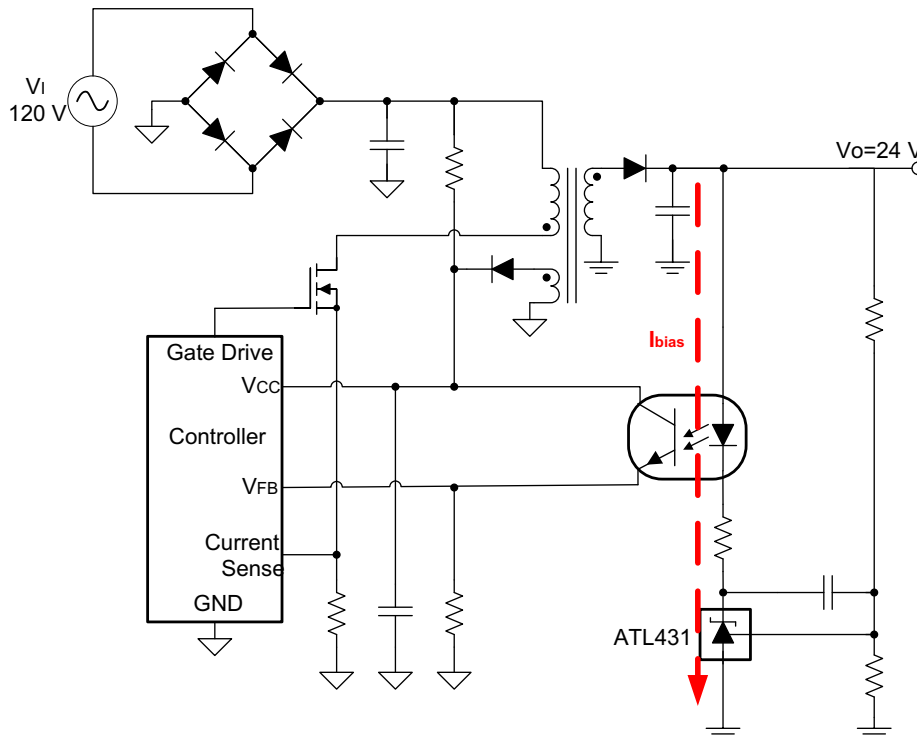 VI
120 V
Vo=24 V
Ibias
Gate Drive
VCC
Controller
VFB
Current
Sense
GND
ATL431